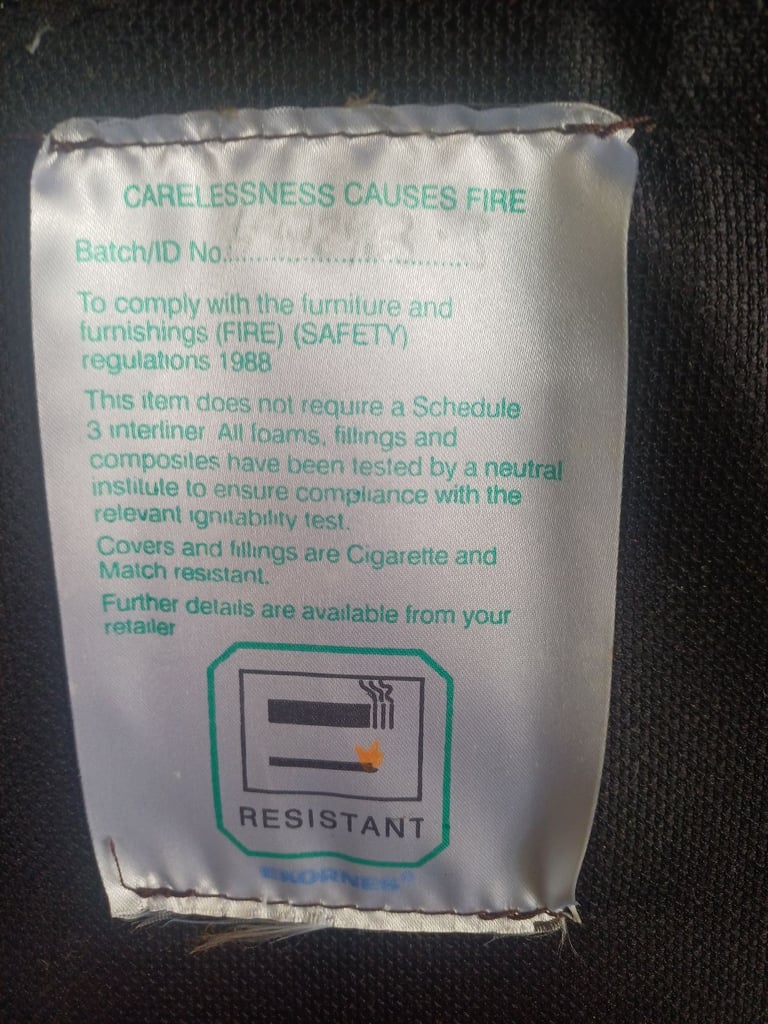 CARELESSNESS CAUSES FIRE
Batch/ID No..............................
To comply with the furniture and
furnishings (FIRE) (SAFETY)
regulations 1988
This item does not require a Schedule
3 interliner All foams, fillings and
composites have been tested by a neutral
institute to ensure compliance with the
relevant ignitability test.
Covers and fillings are Cigarette and
Match resistant.
Further details are available from your
retailer
RESISTANT
EKORNES®